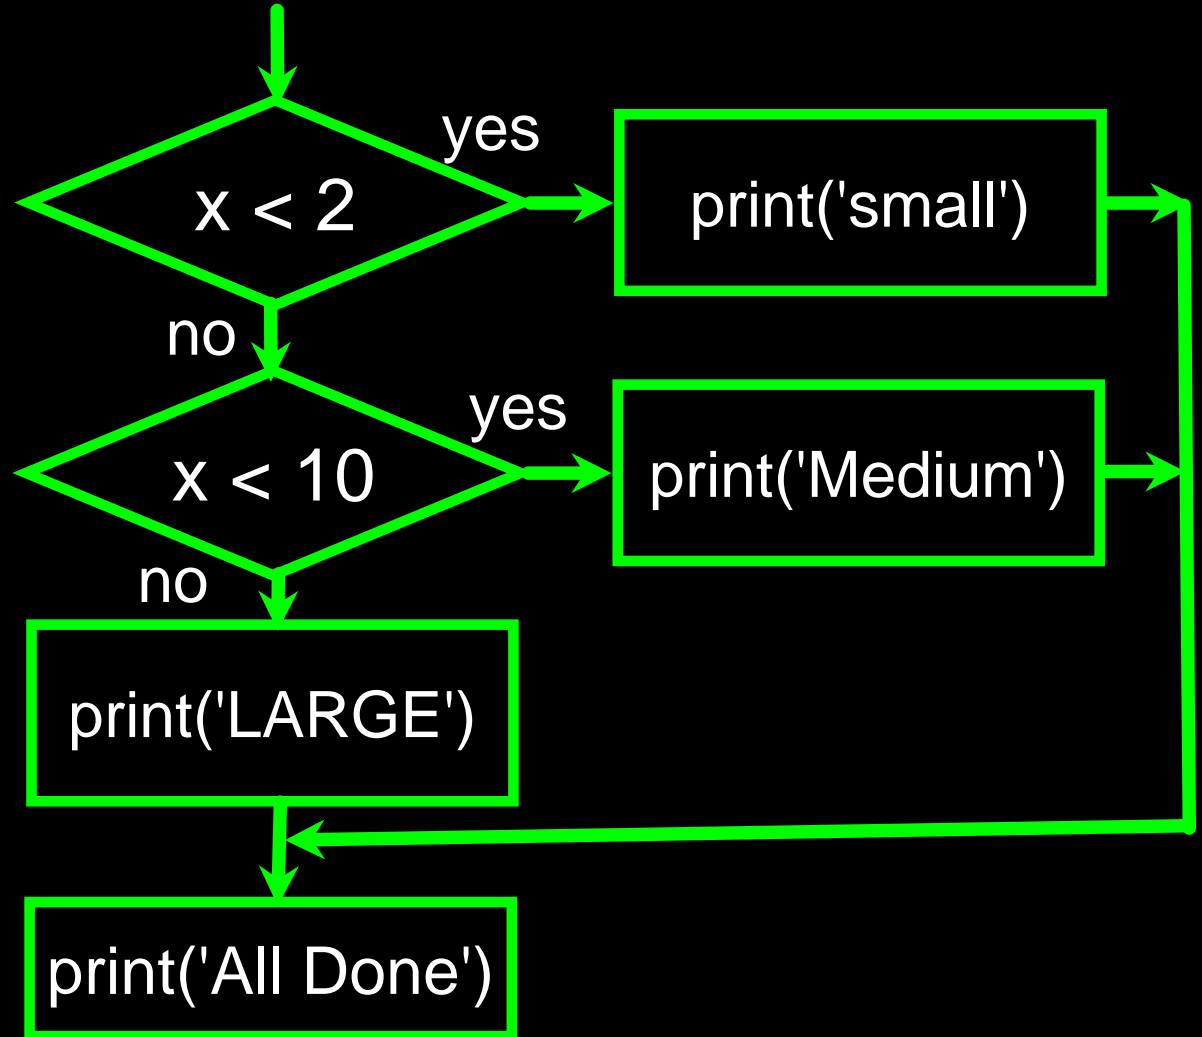 yes
x < 2
print('small')
no
yes
x < 10
print('Medium')
no
print('LARGE')
print('All Done')